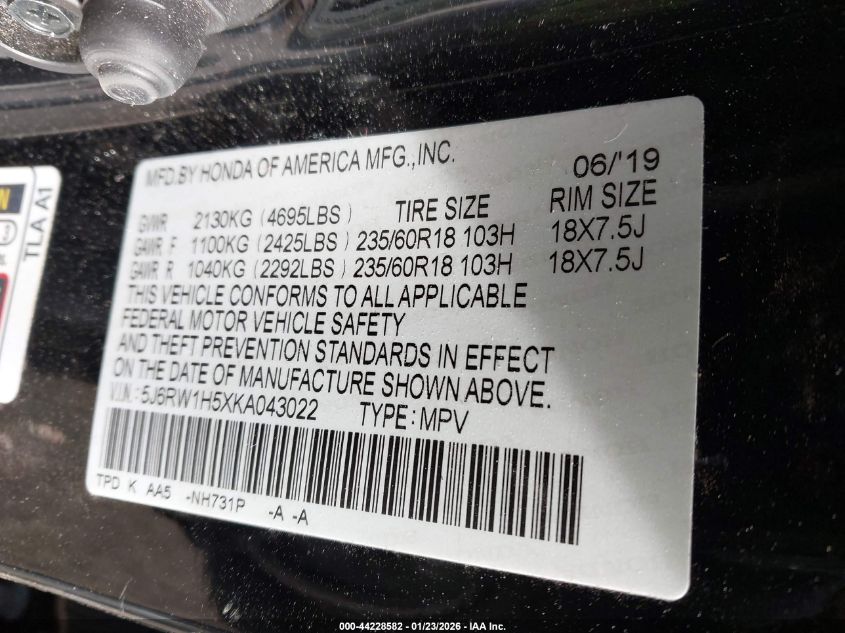 MFD.BY HONDA OF AMERICA MFG.,INC. 06/'19
GVWR 2130KG (4695LBS) TIRE SIZE RIM SIZE
GAWR F 1100KG (2425LBS) 235/60R18 103H 18X7.5J
GAWR R 1040KG (2292LBS) 235/60R18 103H 18X7.5J
THIS VEHICLE CONFORMS TO ALL APPLICABLE
FEDERAL MOTOR VEHICLE SAFETY
AND THEFT PREVENTION STANDARDS IN EFFECT
ON THE DATE OF MANUFACTURE SHOWN ABOVE.
V.I.N.: 5J6RW1H5XKA043022 TYPE: MPV
TPD K AA5 -NH731P -A -A
TLA A1
000-44228582 - 01/23/2026 - IAA Inc.